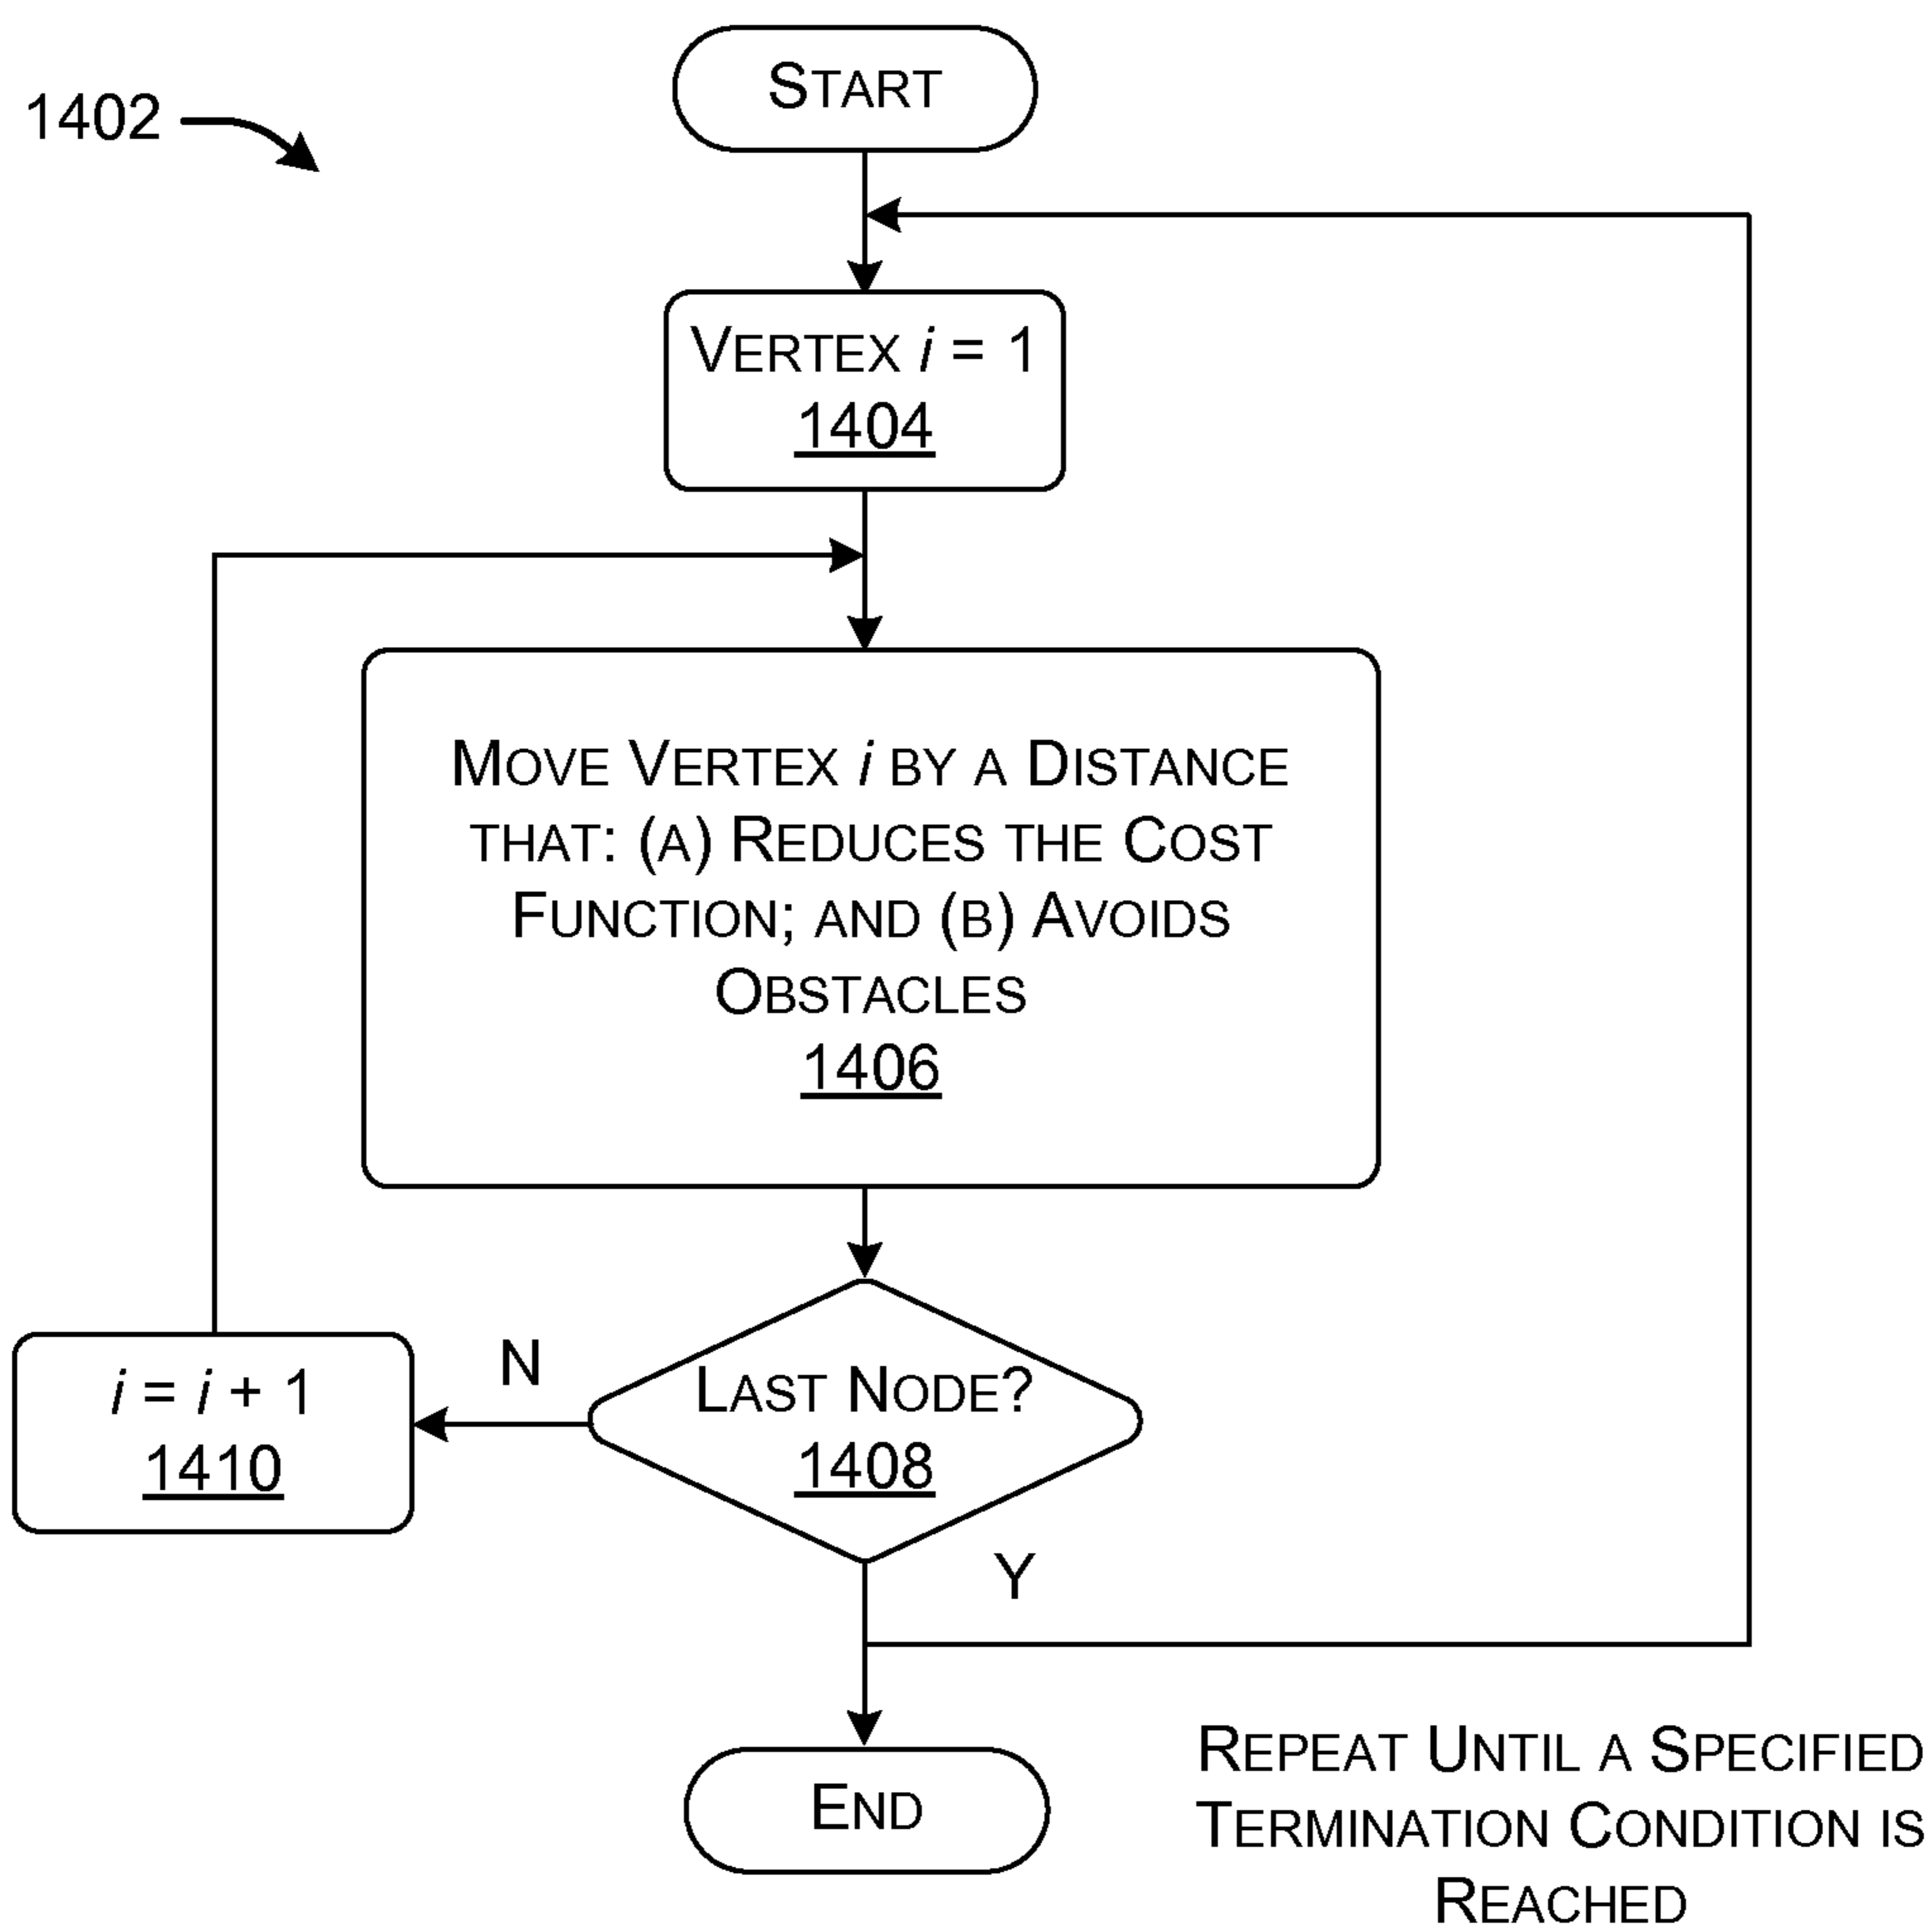 1402
START
VERTEX i = 1
1404
MOVE VERTEX i BY A DISTANCE
THAT: (A) REDUCES THE COST
FUNCTION; AND (B) AVOIDS
OBSTACLES
1406
N
LAST NODE?
1408
i = i + 1
1410
Y
END
REPEAT UNTIL A SPECIFIED
TERMINATION CONDITION IS
REACHED